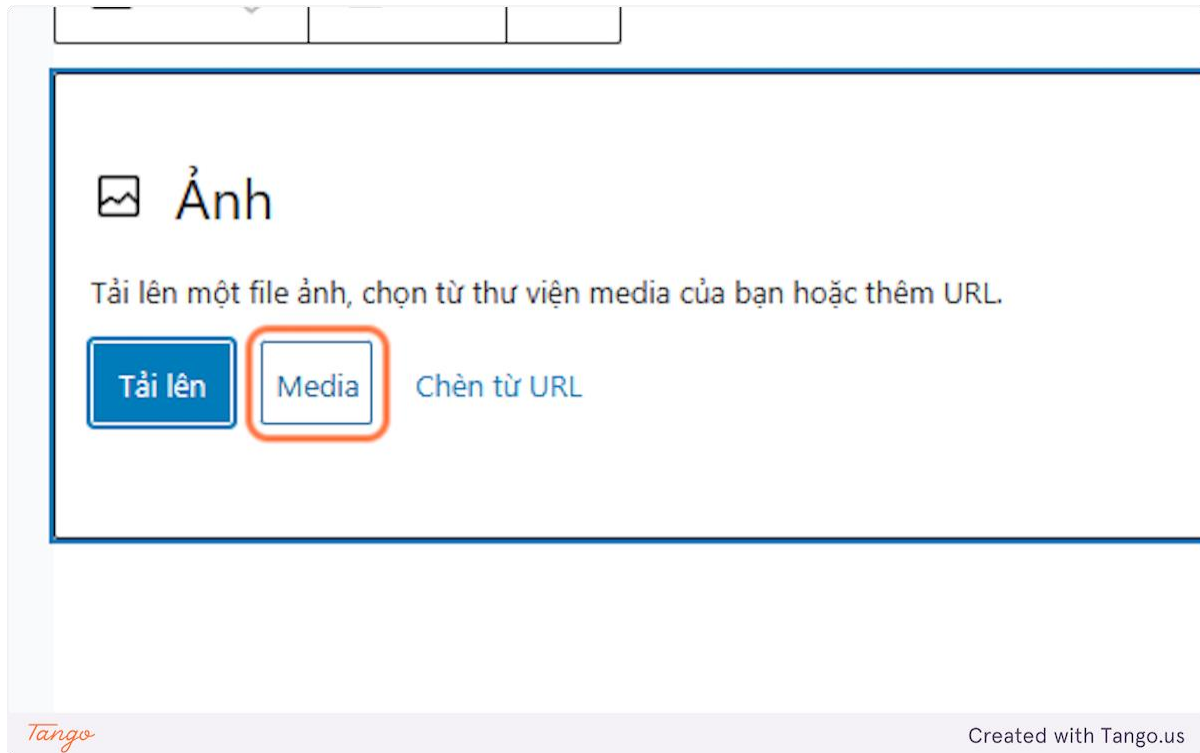 Ảnh
Tải lên một file ảnh, chọn từ thư viện media của bạn hoặc thêm URL.
Tải lên Media Chèn từ URL
Tango Created with Tango.us